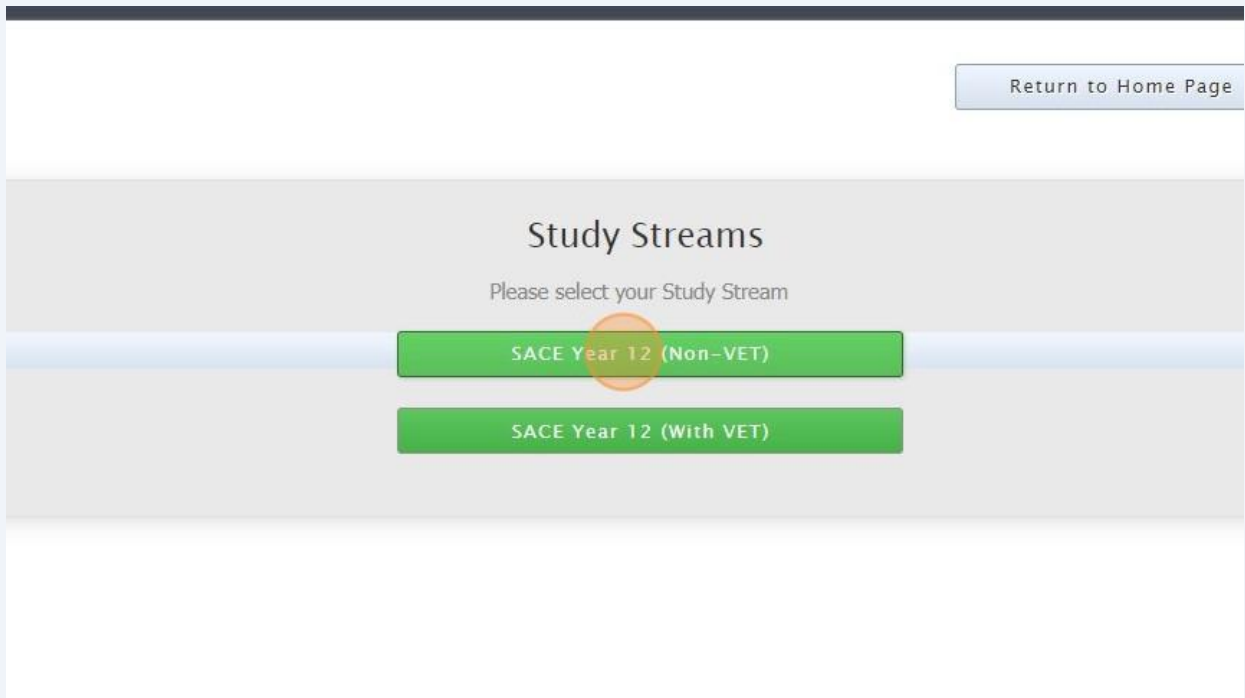 Return to Home Page
Study Streams
Please select your Study Stream
SACE Year 12 (Non-VET)
SACE Year 12 (With VET)